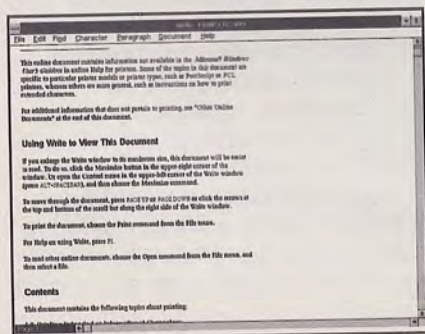 WRITE - PRINTERS.WRI
File Edit Find Character Paragraph Document Help
This online document contains information not available in the Microsoft Windows
User's Guide or in online Help for printers. Some of the topics in this document are
specific to particular printer models or printer types, such as PostScript or PCL
printers, whereas others are more general, such as instructions on how to print
extended characters.
For additional information that does not pertain to printing, see "Other Online
Documents" at the end of this document.
Using Write to View This Document
If you enlarge the Write window to its maximum size, this document will be easier
to read. To do so, click the Maximize button in the upper-right corner of the
window. Or open the Control menu in the upper-left corner of the Write window
(press ALT+SPACEBAR), and then choose the Maximize command.
To move through the document, press PAGE UP or PAGE DOWN or click the arrows at
the top and bottom of the scroll bar along the right side of the Write window.
To print the document, choose the Print command from the File menu.
For Help on using Write, press F1.
To read other online documents, choose the Open command from the File menu, and
then select a file.
Contents
This document contains the following topics about printing: